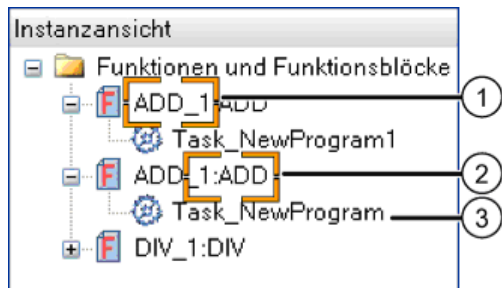 Instanzansicht
Funktionen und Funktionsblöcke
F ADD_1:ADD 1
Task_NewProgram1
F ADD_1:ADD 2
Task_NewProgram 3
F DIV_1:DIV